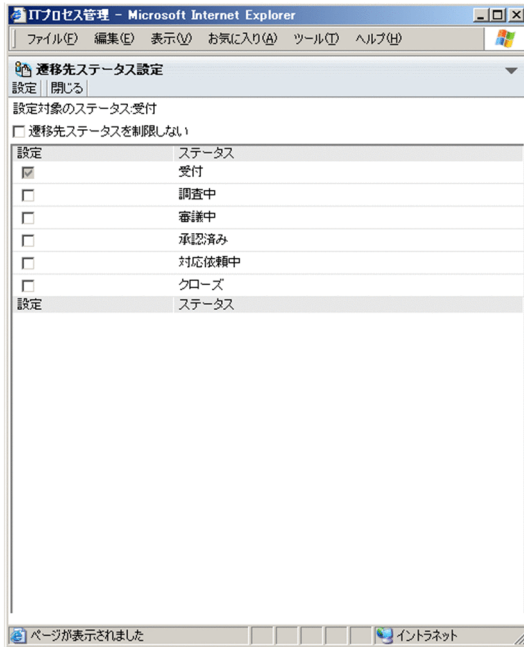 ITプロセス管理 - Microsoft Internet Explorer
ファイル(F) 編集(E) 表示(V) お気に入り(A) ツール(T) ヘルプ(H)
遷移先ステータス設定
設定 閉じる
設定対象のステータス:受付
遷移先ステータスを制限しない
設定 ステータス
受付
調査中
審議中
承認済み
対応依頼中
クローズ
設定 ステータス
ページが表示されました イントラネット